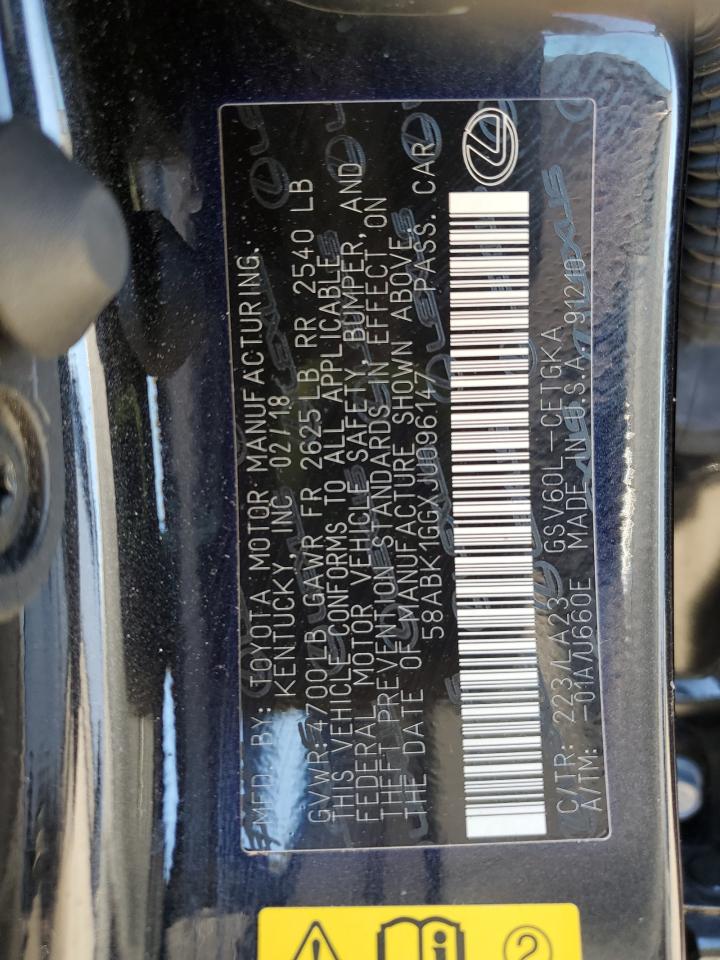 MFD. BY: TOYOTA MOTOR MANUFACTURING,
KENTUCKY, INC 02/18
GVWR: 4700LB GAWR FR 2625 LB RR 2540 LB
THIS VEHICLE CONFORMS TO ALL APPLICABLE
FEDERAL MOTOR VEHICLE SAFETY, BUMPER, AND
THEFT PREVENTION STANDARDS IN EFFECT ON
THE DATE OF MANUFACTURE SHOWN ABOVE.
58ABK1GGXJU096147 PASS. CAR
C/TR: 223/LA23 GSV60L-CETGKA
A/TM: -01A/U660E MADE IN U.S.A. 91210